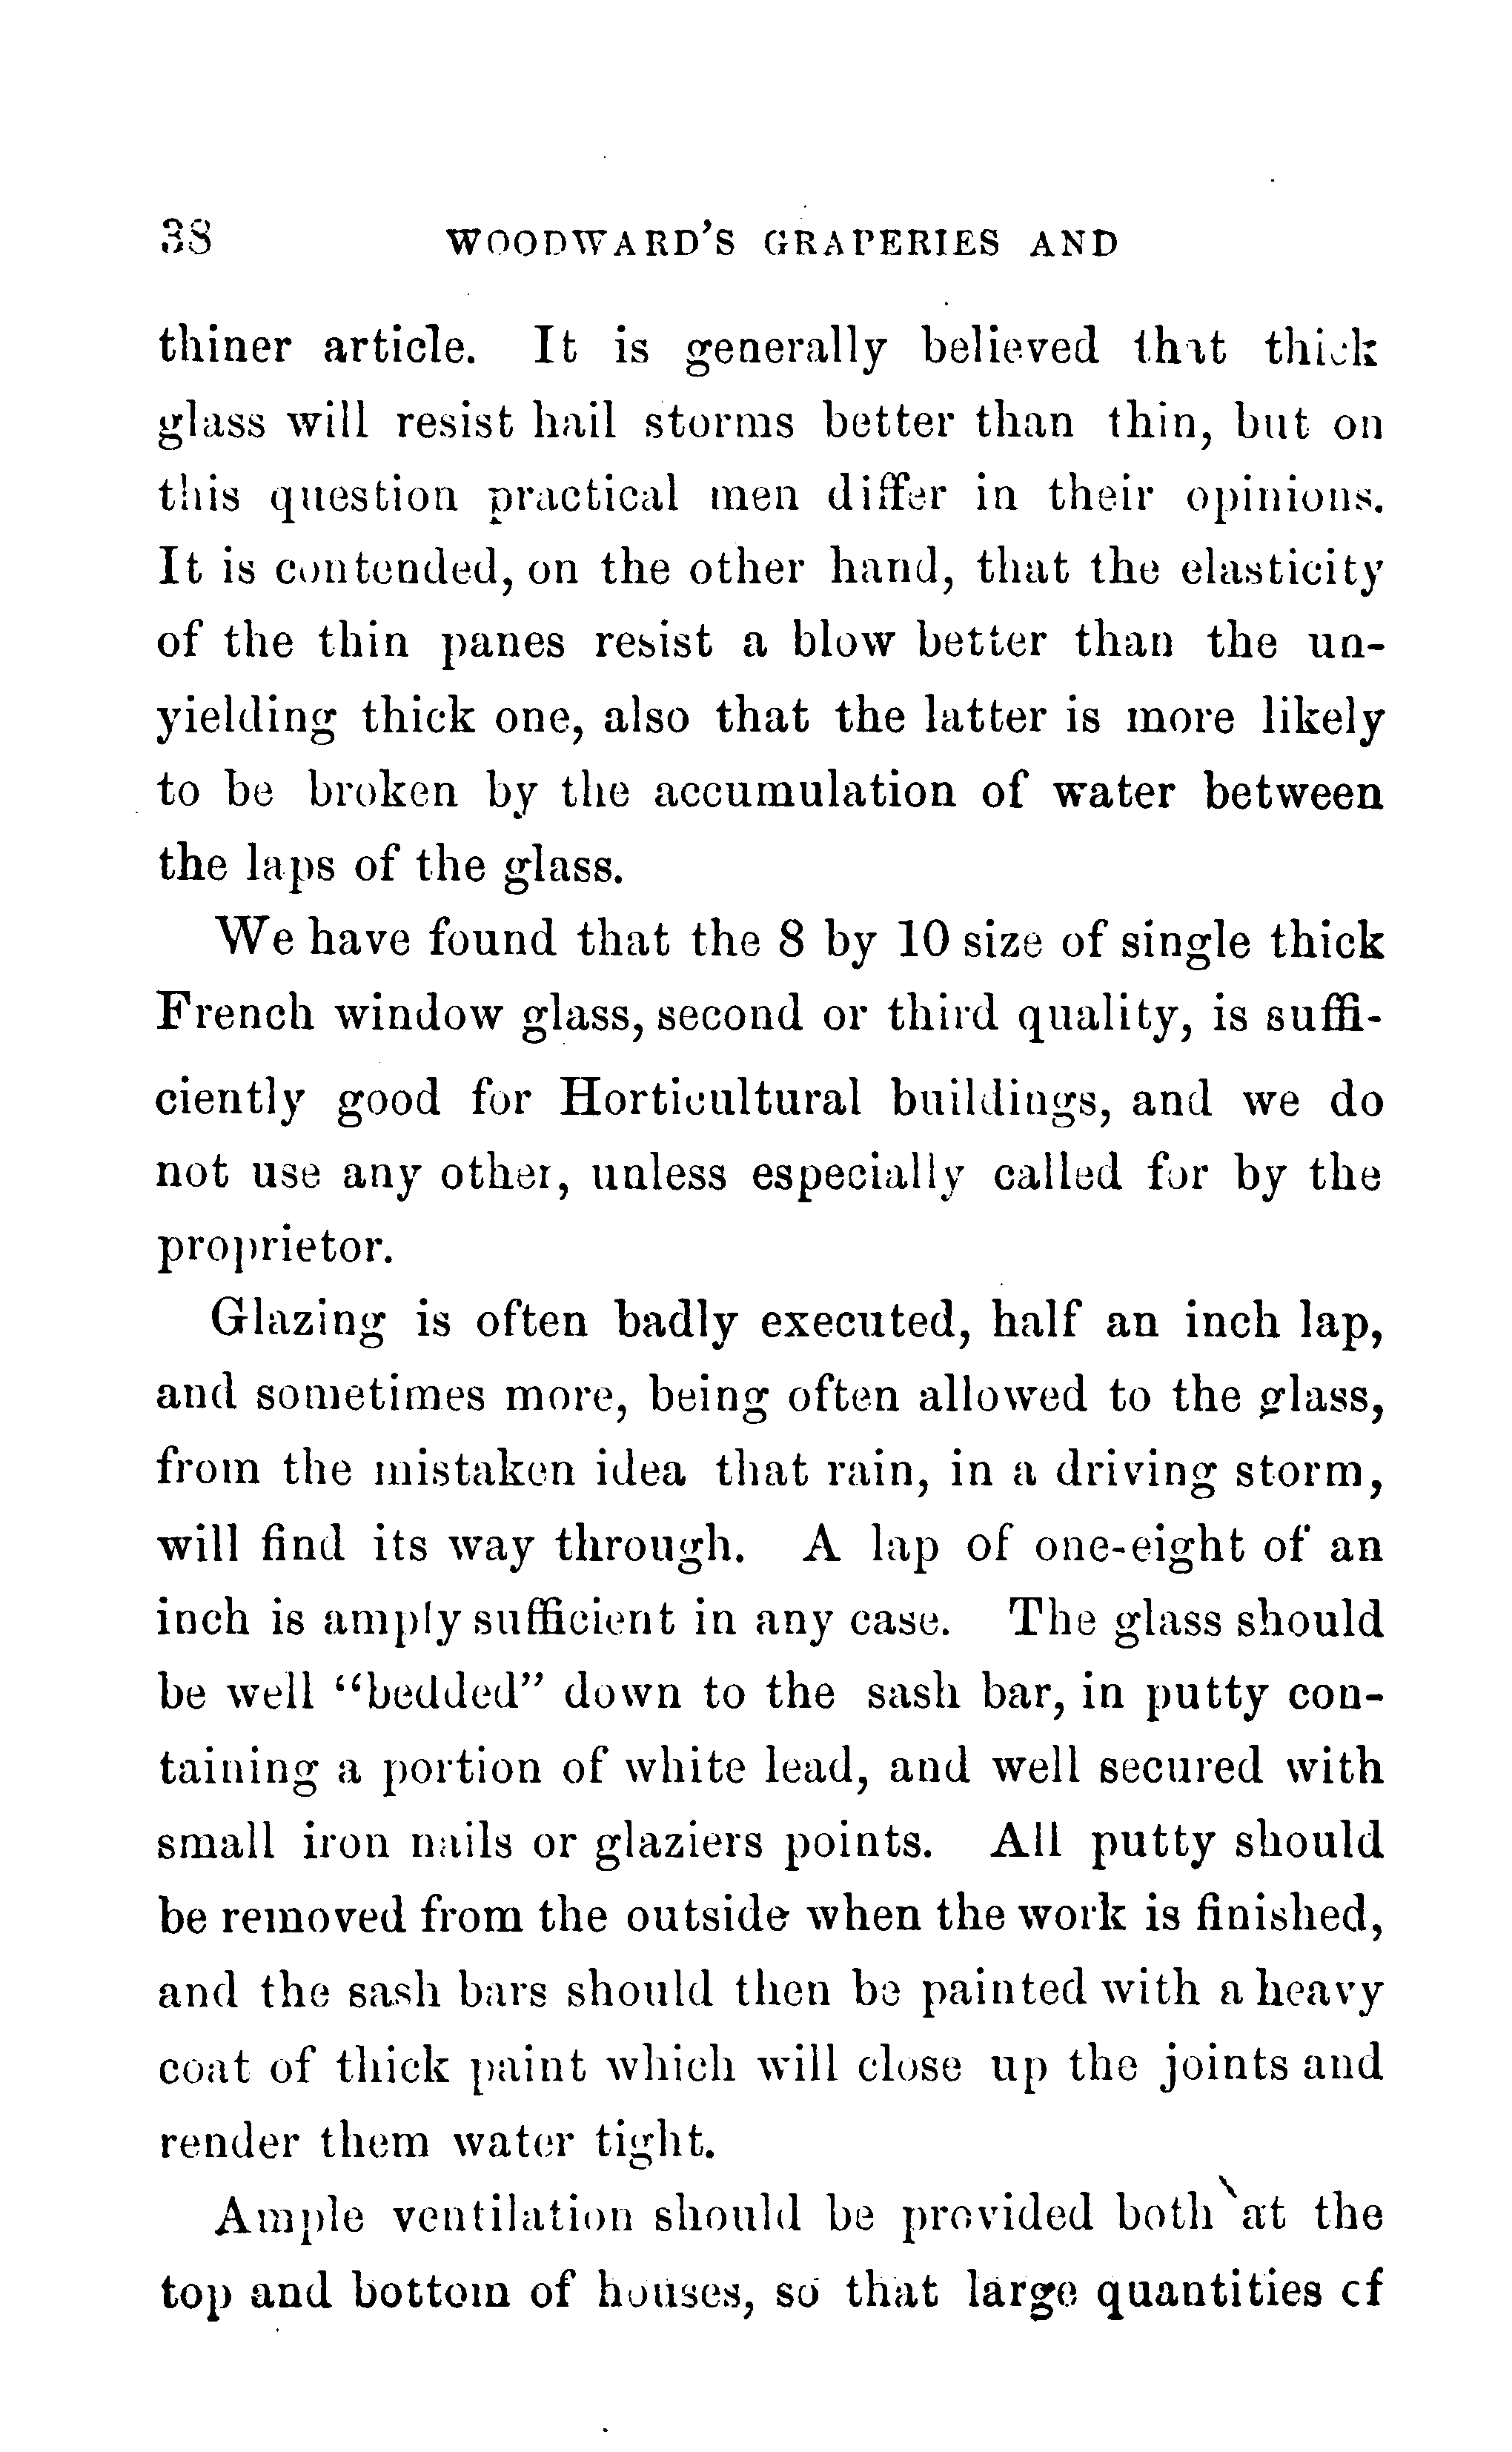 38 WOODWARD'S GRAPERIES AND
thiner article. It is generally believed that thick
glass will resist hail storms better than thin, but on
this question practical men differ in their opinions.
It is contended, on the other hand, that the elasticity
of the thin panes resist a blow better than the un-
yielding thick one, also that the latter is more likely
to be broken by the accumulation of water between
the laps of the glass.
We have found that the 8 by 10 size of single thick
French window glass, second or third quality, is suffi-
ciently good for Horticultural buildings, and we do
not use any other, unless especially called for by the
proprietor.
Glazing is often badly executed, half an inch lap,
and sometimes more, being often allowed to the glass,
from the mistaken idea that rain, in a driving storm,
will find its way through. A lap of one-eight of an
inch is amply sufficient in any case. The glass should
be well "bedded" down to the sash bar, in putty con-
taining a portion of white lead, and well secured with
small iron nails or glaziers points. All putty should
be removed from the outside when the work is finished,
and the sash bars should then be painted with a heavy
coat of thick paint which will close up the joints and
render them water tight.
Ample ventilation should be provided both at the
top and bottom of houses, so that large quantities of